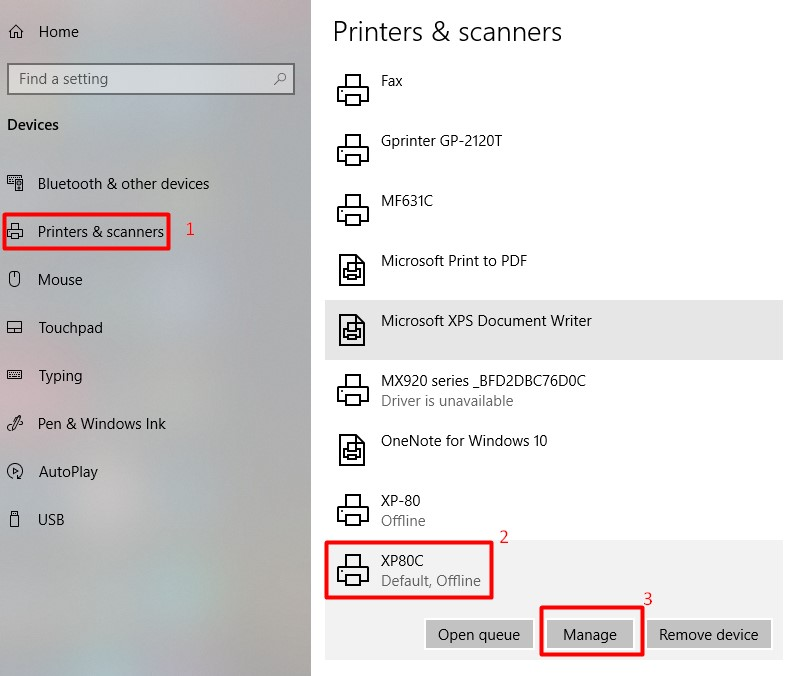 Home
Find a setting
Devices
Bluetooth & other devices
Printers & scanners
1
Mouse
Touchpad
Typing
Pen & Windows Ink
AutoPlay
USB
Printers & scanners
Fax
Gprinter GP-2120T
MF631C
Microsoft Print to PDF
Microsoft XPS Document Writer
MX920 series _BFD2DBC76D0C
Driver is unavailable
OneNote for Windows 10
XP-80
Offline
2
XP80C
Default, Offline
3
Open queue
Manage
Remove device